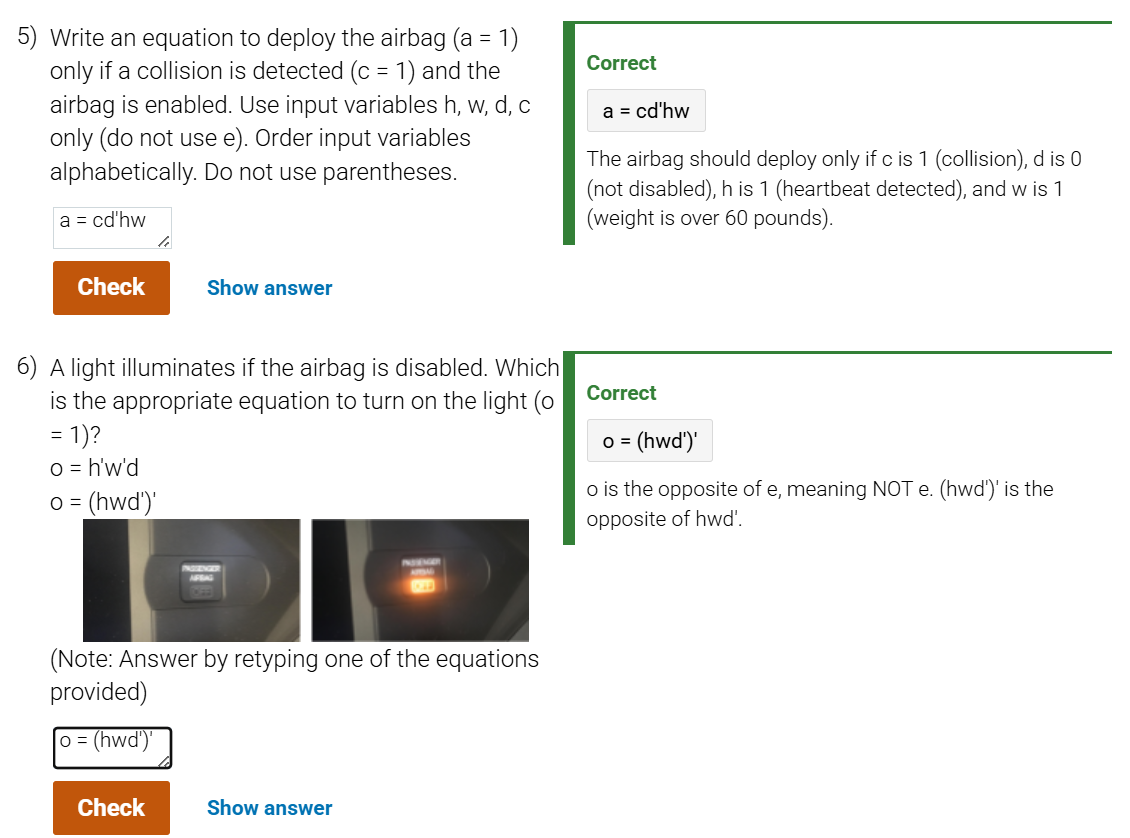 5) Write an equation to deploy the airbag (a = 1)
only if a collision is detected (c = 1) and the
airbag is enabled. Use input variables h, w, d, c
only (do not use e). Order input variables
alphabetically. Do not use parentheses.
a = cd'hw
Check
Show answer
Correct
a = cd'hw
The airbag should deploy only if c is 1 (collision), d is 0
(not disabled), h is 1 (heartbeat detected), and w is 1
(weight is over 60 pounds).
6) A light illuminates if the airbag is disabled. Which
is the appropriate equation to turn on the light (o
= 1)?
o = h'w'd
o = (hwd')'
PASSENGER
AIRBAG
OFF
PASSENGER
AIRBAG
OFF
(Note: Answer by retyping one of the equations
provided)
o = (hwd')'
Check
Show answer
Correct
o = (hwd')'
o is the opposite of e, meaning NOT e. (hwd')' is the
opposite of hwd'.